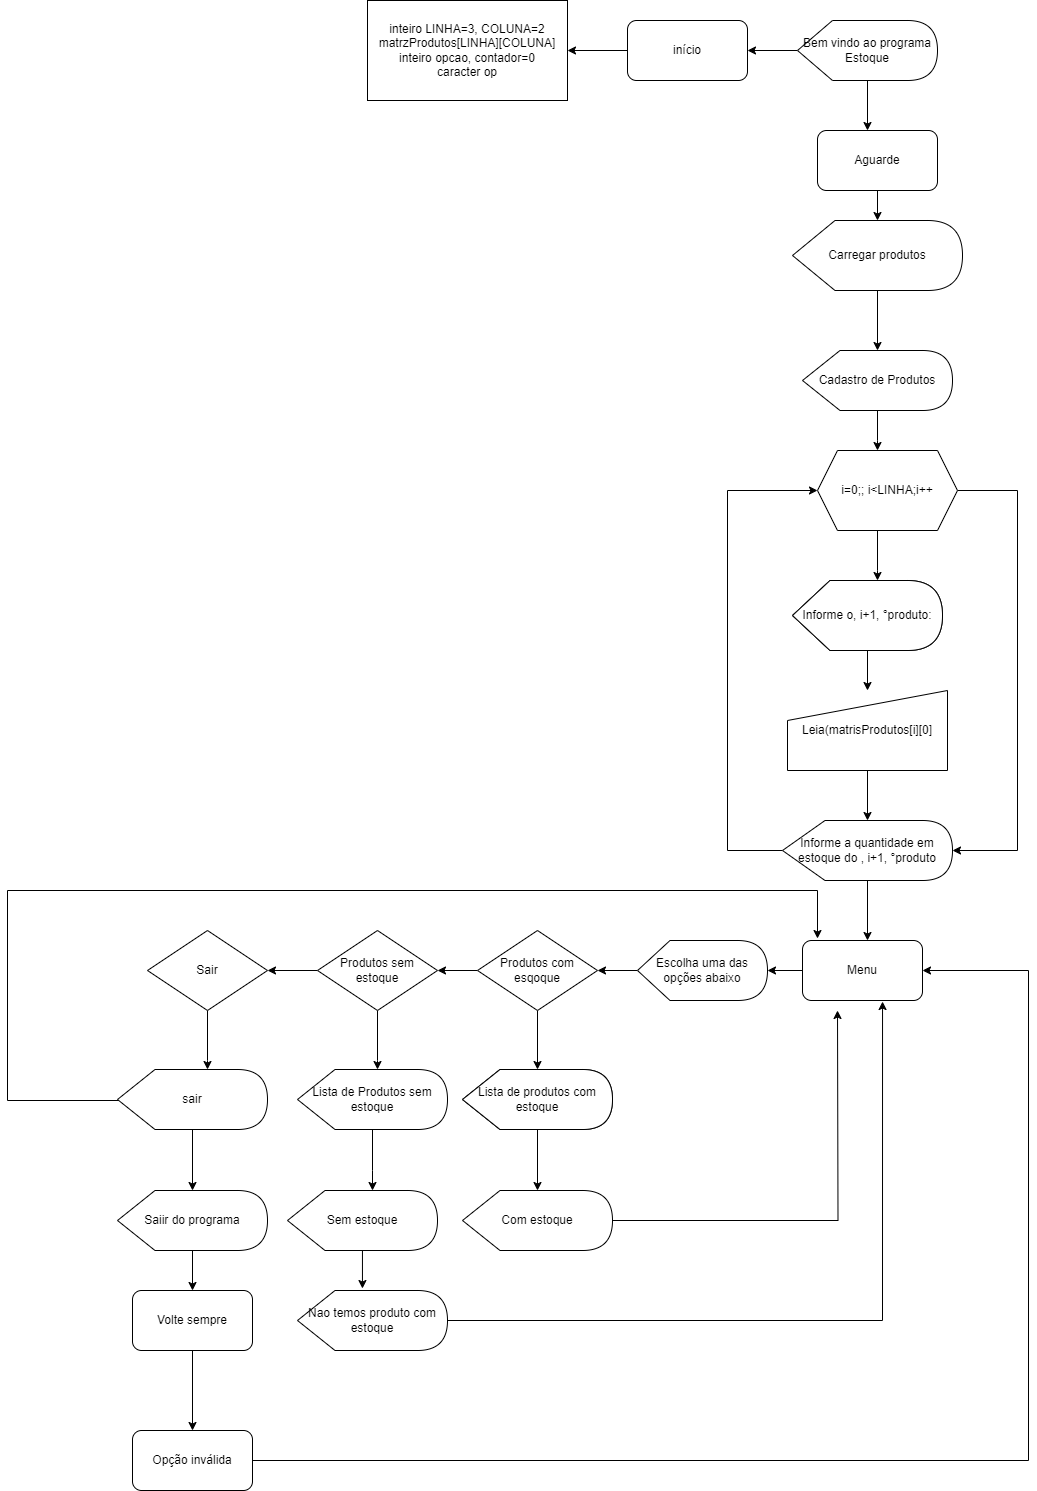 inteiro LINHA=3, COLUNA=2
matrzProdutos[LINHA][COLUNA]
inteiro opcao, contador=0
caracter op
início
Bem vindo ao programa
Estoque
Aguarde
Carregar produtos
Cadastro de Produtos
i=0;; i<LINHA;i++
Informe o, i+1, °produto:
Leia(matrisProdutos[i][0]
Informe a quantidade em
estoque do , i+1, °produto
Sair
Produtos sem
estoque
Produtos com
esqoque
Escolha uma das
opções abaixo
Menu
sair
Lista de Produtos sem
estoque
Lista de produtos com
estoque
Saiir do programa
Sem estoque
Com estoque
Volte sempre
Nao temos produto com
estoque
Opção inválida